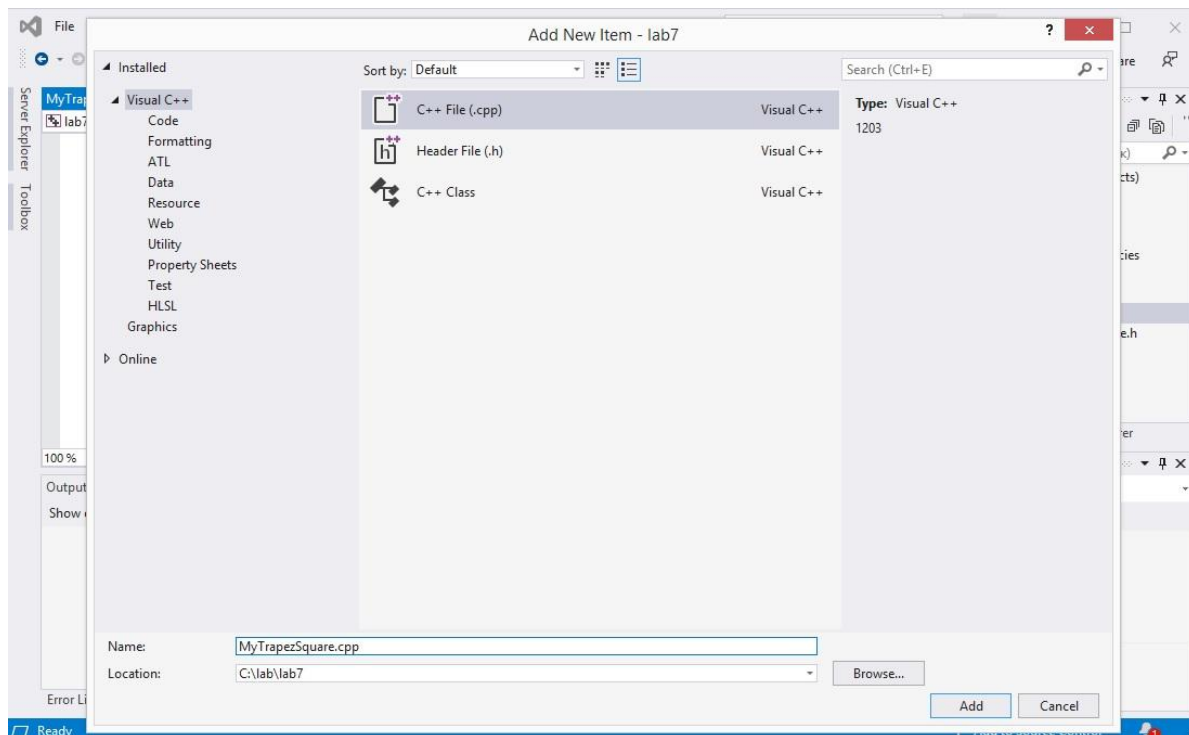 File
Add New Item - lab7
? ×
Installed
Sort by: Default
Search (Ctrl+E)
Visual C++
Code
Formatting
ATL
Data
Resource
Web
Utility
Property Sheets
Test
HLSL
Graphics
Online
C++ File (.cpp) Visual C++
Header File (.h) Visual C++
C++ Class Visual C++
Type: Visual C++
1203
Server Explorer
Toolbox
MyTrap
lab7
100 %
Output
Show
Error Li
Ready
cts)
cies
e.h
Name: MyTrapezSquare.cpp
Location: C:\lab\lab7
Browse...
Add Cancel
1